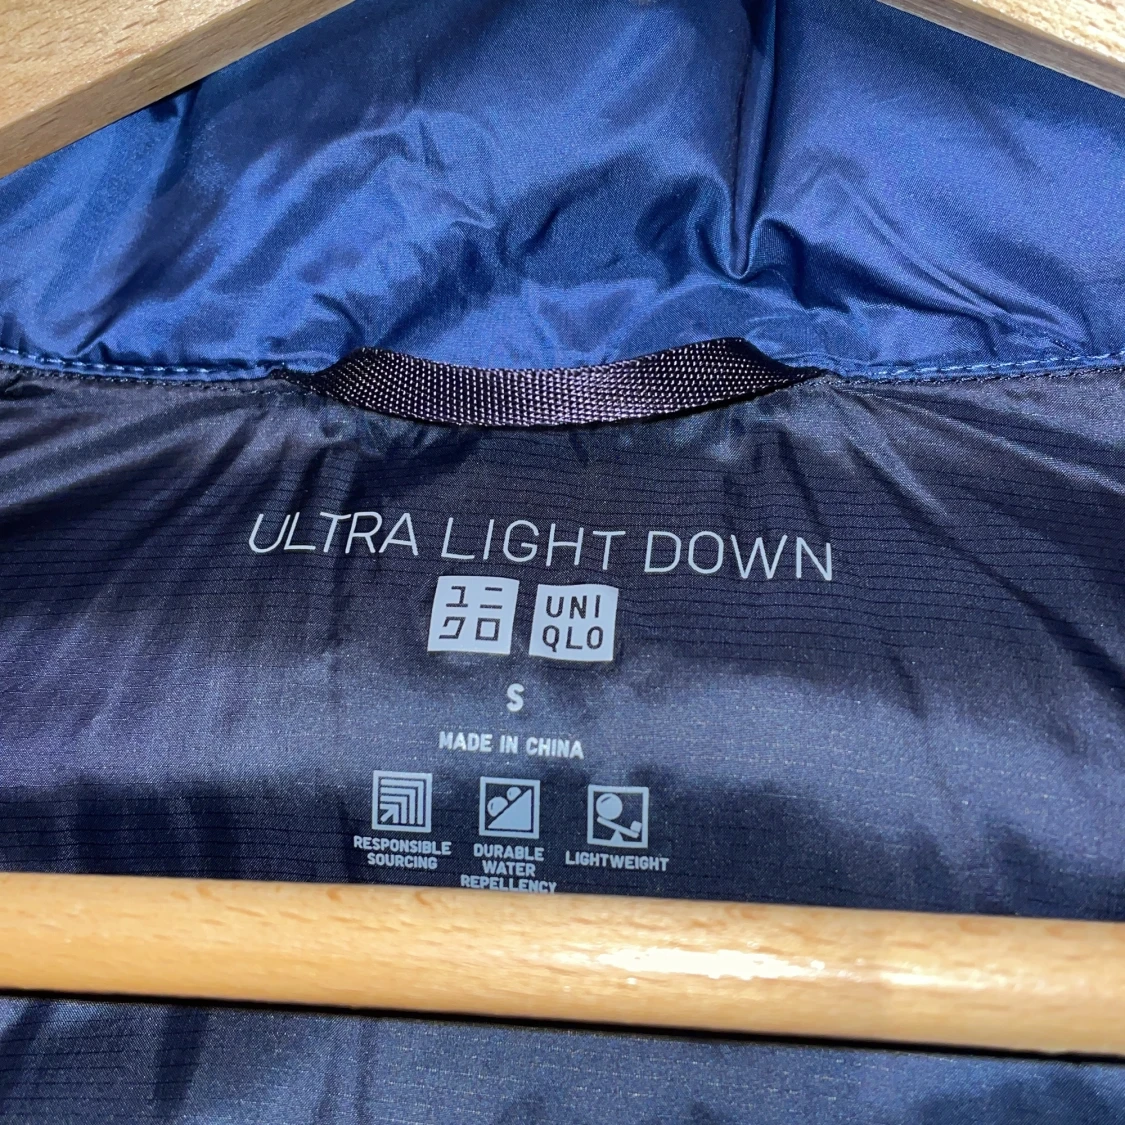 ULTRA LIGHT DOWN
ユニ
クロ
UNI
QLO
S
MADE IN CHINA
RESPONSIBLE
SOURCING
DURABLE
WATER
REPELLENCY
LIGHTWEIGHT